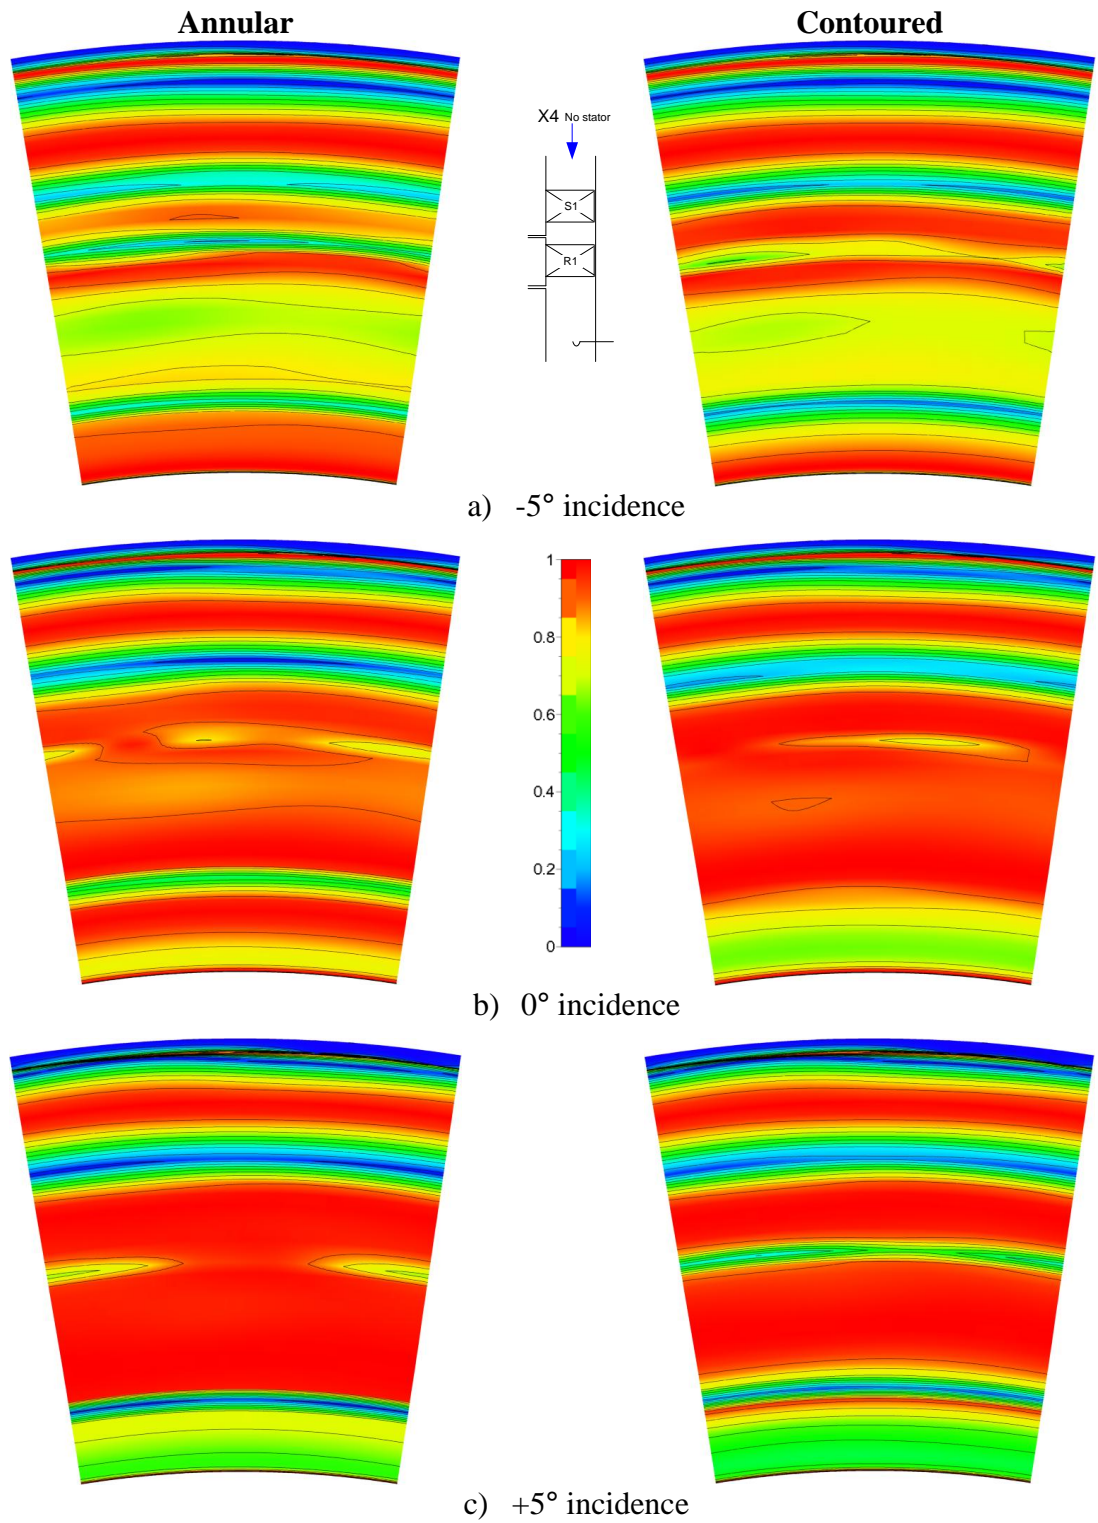 Annular
Contoured
X4 No stator
S1
R1
a) -5° incidence
1
0.8
0.6
0.4
0.2
0
b) 0° incidence
c) +5° incidence